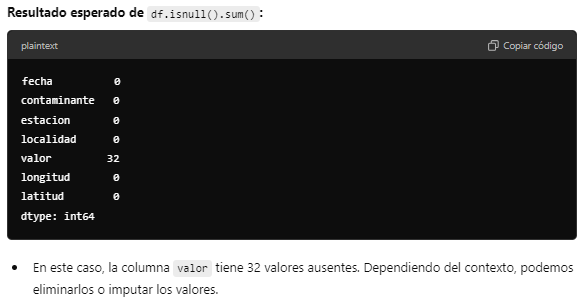 Resultado esperado de df.isnull().sum():
plaintext Copiar código
fecha 0
contaminante 0
estacion 0
localidad 0
valor 32
longitud 0
latitud 0
dtype: int64
• En este caso, la columna valor tiene 32 valores ausentes. Dependiendo del contexto, podemos
eliminarlos o imputar los valores.